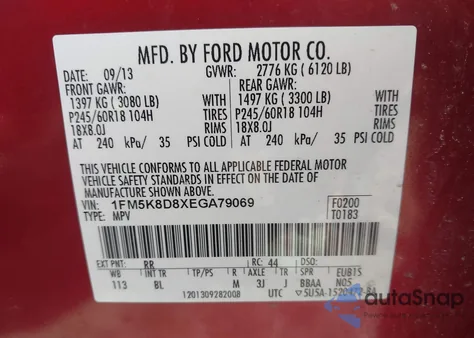 MFD. BY FORD MOTOR CO.
DATE: 09/13 GVWR: 2776 KG ( 6120 LB)
FRONT GAWR: REAR GAWR:
1397 KG ( 3080 LB) WITH 1497 KG ( 3300 LB) WITH
P245/60R18 104H TIRES P245/60R18 104H TIRES
18X8.0J RIMS 18X8.0J RIMS
AT 240 kPa/ 35 PSI COLD AT 240 kPa/ 35 PSI COLD
THIS VEHICLE CONFORMS TO ALL APPLICABLE FEDERAL MOTOR
VEHICLE SAFETY STANDARDS IN EFFECT ON THE DATE OF
MANUFACTURE SHOWN ABOVE.
VIN: 1FM5K8D8XEGA79069 F0200
TYPE: MPV T0183
EXT PNT: RR RC: 44 DSO:
WB INT TR TP/PS R AXLE TR SPR EUB15
113 BL M 3J J BBAA N05
12013092820GB UTC
autoSnap